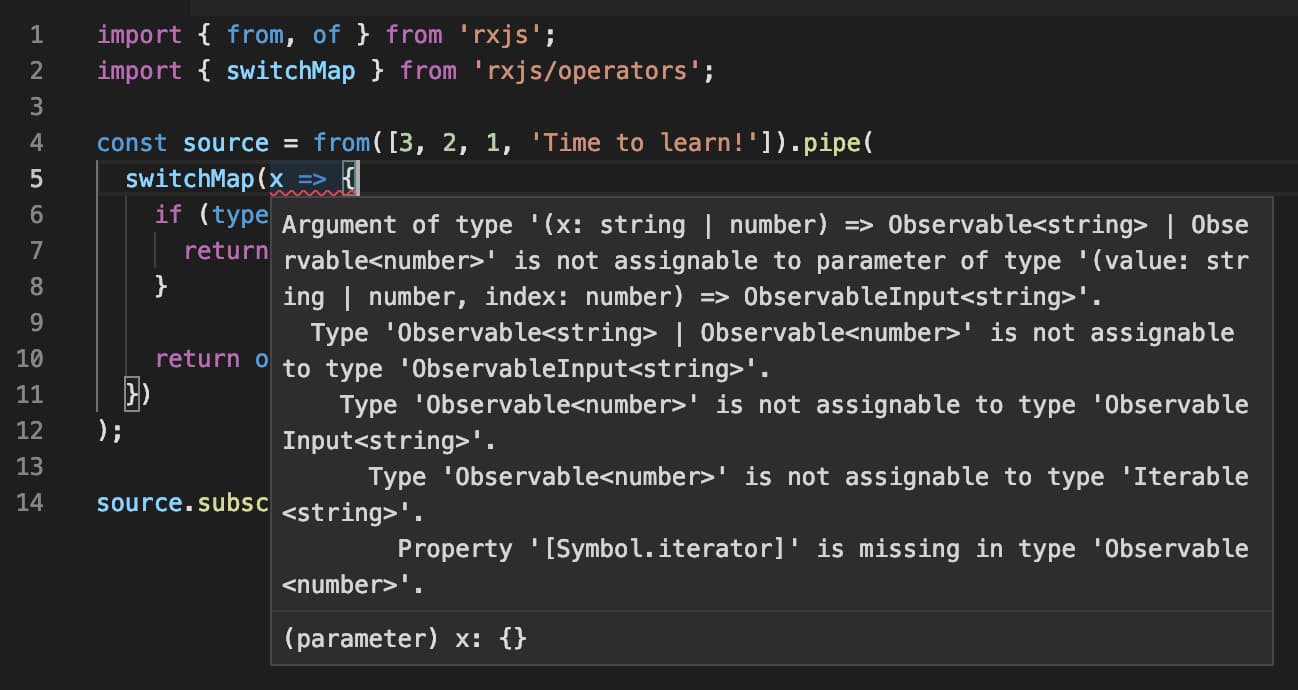 1 import { from, of } from 'rxjs';
2 import { switchMap } from 'rxjs/operators';
3
4 const source = from([3, 2, 1, 'Time to learn!']).pipe(
5 switchMap(x => {
6 if (type
7 return
8 }
9
10 return o
11 })
12 );
13
14 source.subsc
Argument of type '(x: string | number) => Observable<string> | Obse
rvable<number>' is not assignable to parameter of type '(value: str
ing | number, index: number) => ObservableInput<string>'.
Type 'Observable<string> | Observable<number>' is not assignable
to type 'ObservableInput<string>'.
Type 'Observable<number>' is not assignable to type 'Observable
Input<string>'.
Type 'Observable<number>' is not assignable to type 'Iterable
<string>'.
Property '[Symbol.iterator]' is missing in type 'Observable
<number>'.
(parameter) x: {}